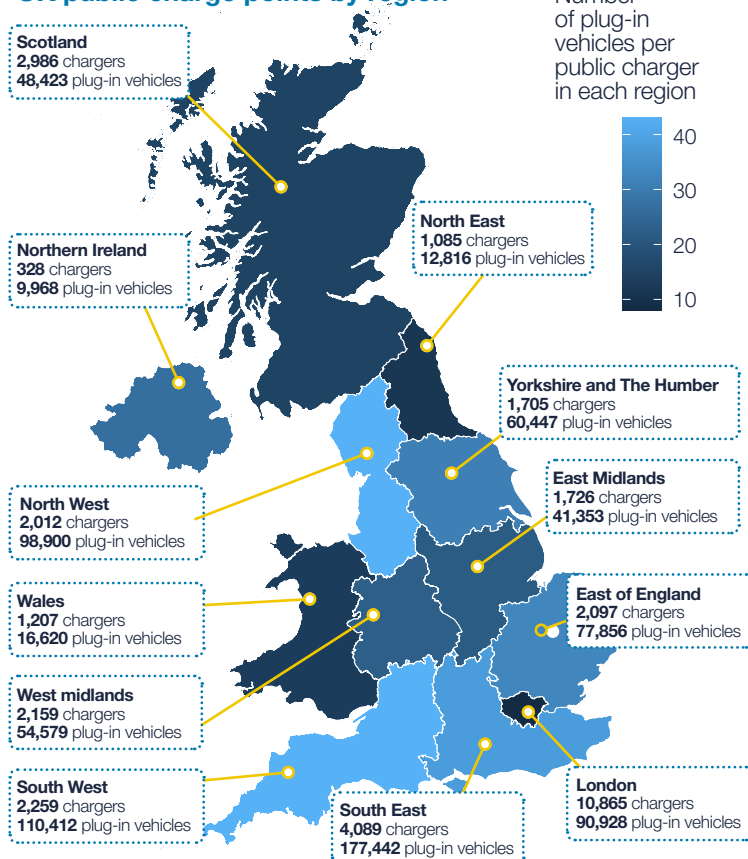 UK public charge points by region
Number
of plug-in
vehicles per
public charger
in each region
40
30
20
10
Scotland
2,986 chargers
48,423 plug-in vehicles
North East
1,085 chargers
12,816 plug-in vehicles
Northern Ireland
328 chargers
9,968 plug-in vehicles
Yorkshire and The Humber
1,705 chargers
60,447 plug-in vehicles
East Midlands
1,726 chargers
41,353 plug-in vehicles
North West
2,012 chargers
98,900 plug-in vehicles
East of England
2,097 chargers
77,856 plug-in vehicles
Wales
1,207 chargers
16,620 plug-in vehicles
West midlands
2,159 chargers
54,579 plug-in vehicles
South West
2,259 chargers
110,412 plug-in vehicles
South East
4,089 chargers
177,442 plug-in vehicles
London
10,865 chargers
90,928 plug-in vehicles